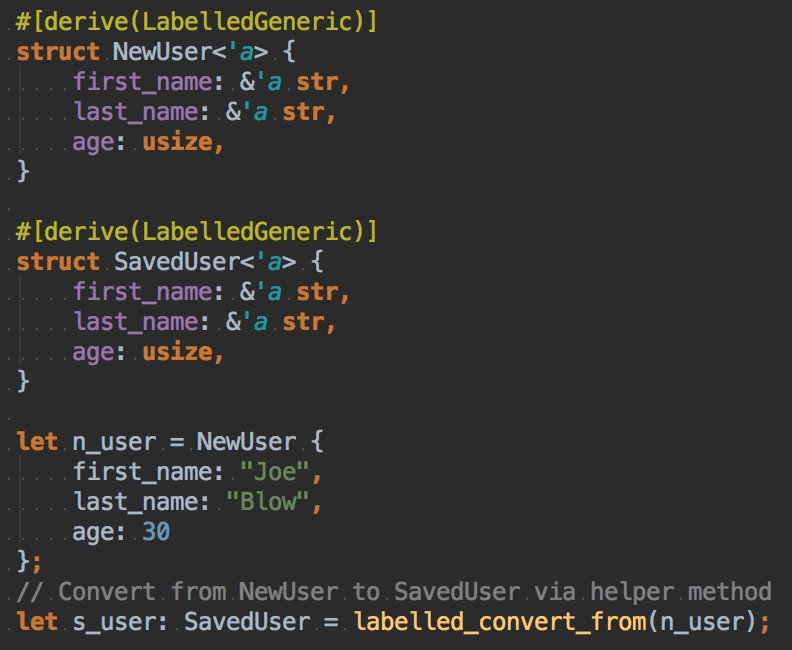 #[derive(LabelledGeneric)]
struct NewUser<'a> {
    first_name: &'a str,
    last_name: &'a str,
    age: usize,
}

#[derive(LabelledGeneric)]
struct SavedUser<'a> {
    first_name: &'a str,
    last_name: &'a str,
    age: usize,
}

let n_user = NewUser {
    first_name: "Joe",
    last_name: "Blow",
    age: 30
};
// Convert from NewUser to SavedUser via helper method
let s_user: SavedUser = labelled_convert_from(n_user);